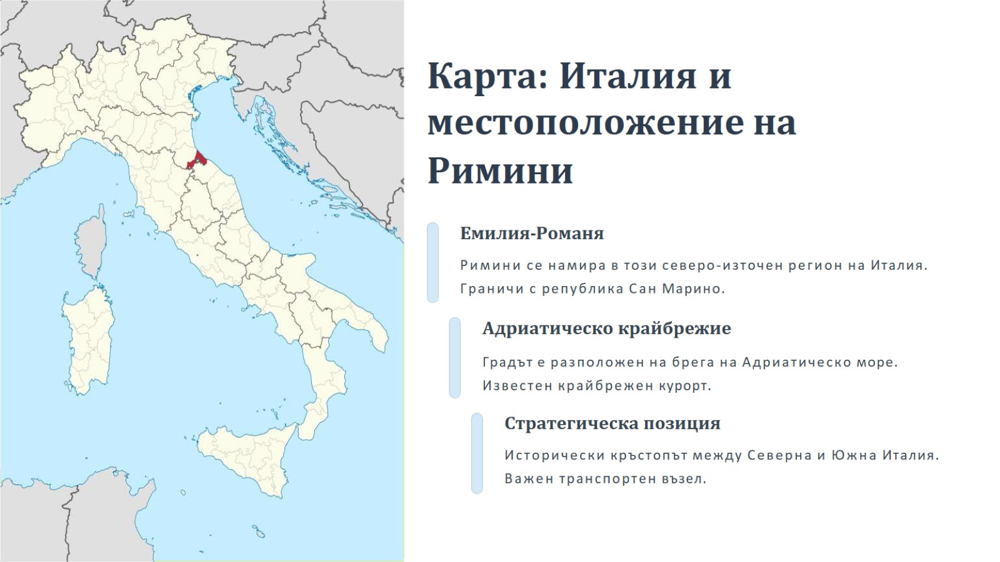 Карта: Италия и
местоположение на
Римини
Емилия-Романя
Римини се намира в този северо-източен регион на Италия.
Граничи с република Сан Марино.
Адриатическо крайбрежие
Градът е разположен на брега на Адриатическо море.
Известен крайбрежен курорт.
Стратегическа позиция
Исторически кръстопът между Северна и Южна Италия.
Важен транспортен възел.